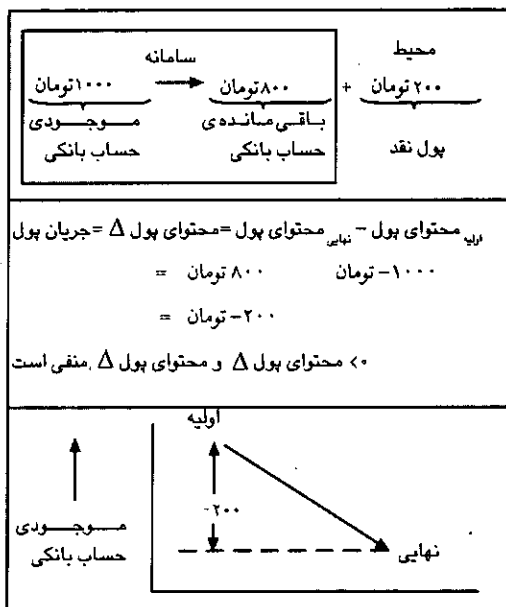 محیط
سامانه
۱۰۰۰تومان ⟶ ۸۰۰تومان + ۲۰۰ تومان
مــوجــودی باقی‌مانده‌ی پول نقد
حساب بانکی حساب بانکی
جریان پول= محتوای پول Δ= محتوای پول نهایی – محتوای پول اولیه
= ۸۰۰ تومان ۱۰۰۰– تومان
= ۲۰۰– تومان
۰> محتوای پول Δ و محتوای پول Δ، منفی است
اولیه
-۲۰۰
مــوجــودی
حساب بانکی
نهایی